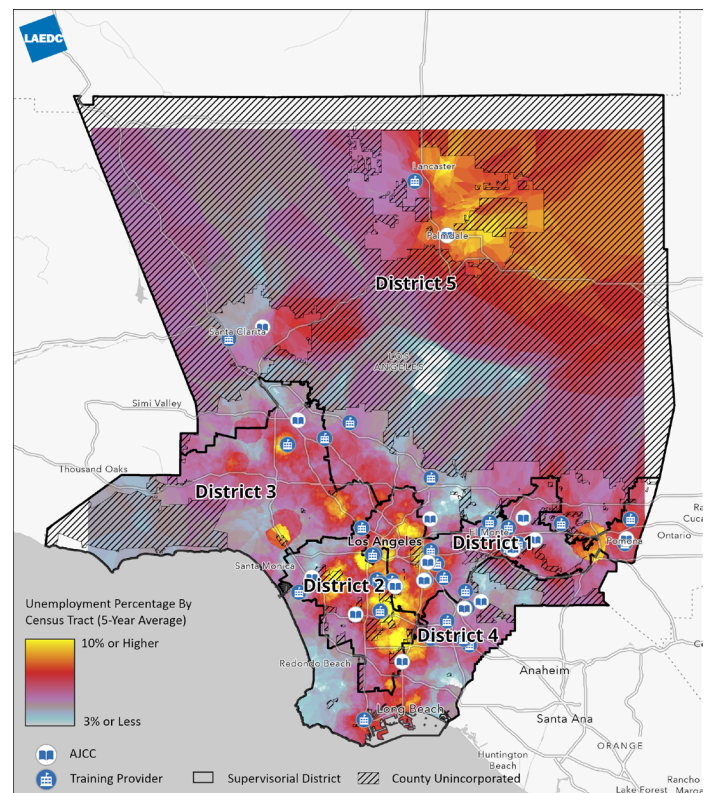 LAEDC
Lancaster
Palmdale
District 5
Santa Clarita
LOS
ANGELES
Simi Valley
Thousand Oaks
District 3
El Monte
District 1
Pomona
Ontario
Los Angeles
Santa Monica
District 2
District 4
Redondo Beach
Anaheim
Long Beach
Santa Ana
Huntington
Beach
ORANGE
Rancho
Lake Forest
Unemployment Percentage By
Census Tract (5-Year Average)
10% or Higher
3% or Less
AJCC
Training Provider
Supervisorial District
County Unincorporated